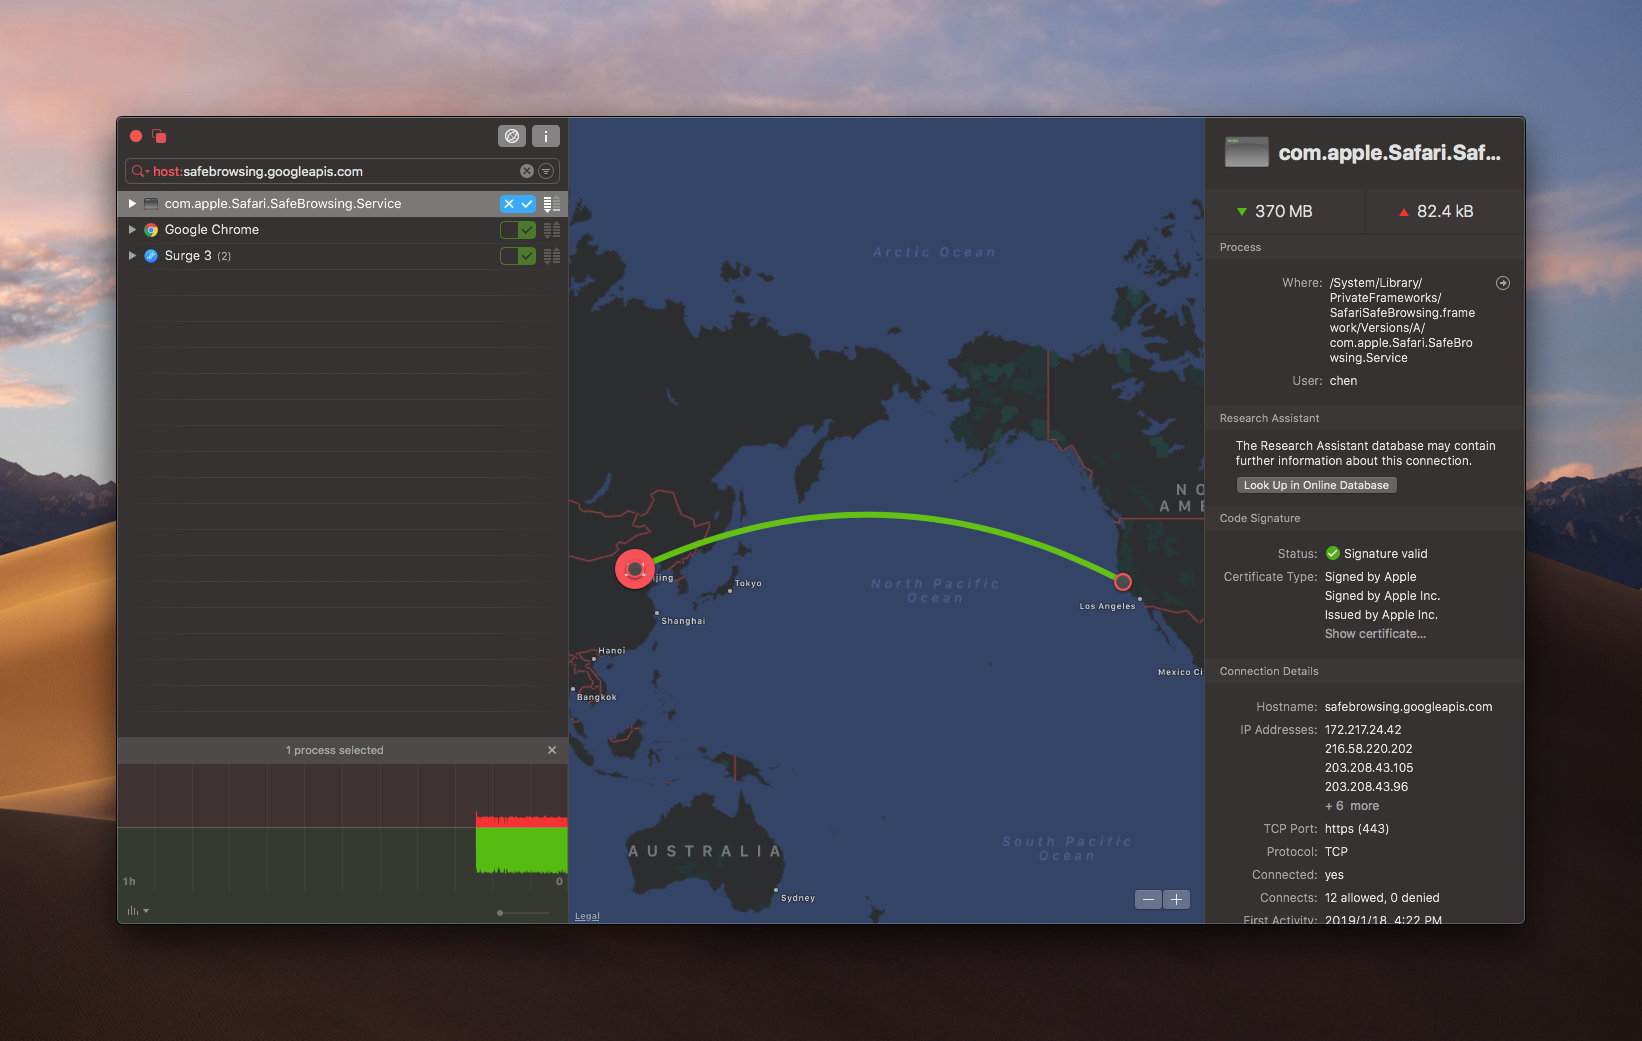 host:safebrowsing.googleapis.com
com.apple.Safari.SafeBrowsing.Service
Google Chrome
Surge 3 (2)
1 process selected
1h
0
Arctic Ocean
NO
AME
North Pacific
Ocean
ijing
Tokyo
Shanghai
Los Angeles
Hanoi
Bangkok
Mexico Ci
AUSTRALIA
South Pacific
Ocean
Sydney
Legal
com.apple.Safari.Saf...
370 MB
82.4 kB
Process
Where: /System/Library/
PrivateFrameworks/
SafariSafeBrowsing.frame
work/Versions/A/
com.apple.Safari.SafeBro
wsing.Service
User: chen
Research Assistant
The Research Assistant database may contain
further information about this connection.
Look Up in Online Database
Code Signature
Status: Signature valid
Certificate Type: Signed by Apple
Signed by Apple Inc.
Issued by Apple Inc.
Show certificate...
Connection Details
Hostname: safebrowsing.googleapis.com
IP Addresses: 172.217.24.42
216.58.220.202
203.208.43.105
203.208.43.96
+ 6 more
TCP Port: https (443)
Protocol: TCP
Connected: yes
Connects: 12 allowed, 0 denied
First Activity: 2019/1/18, 4:22 PM